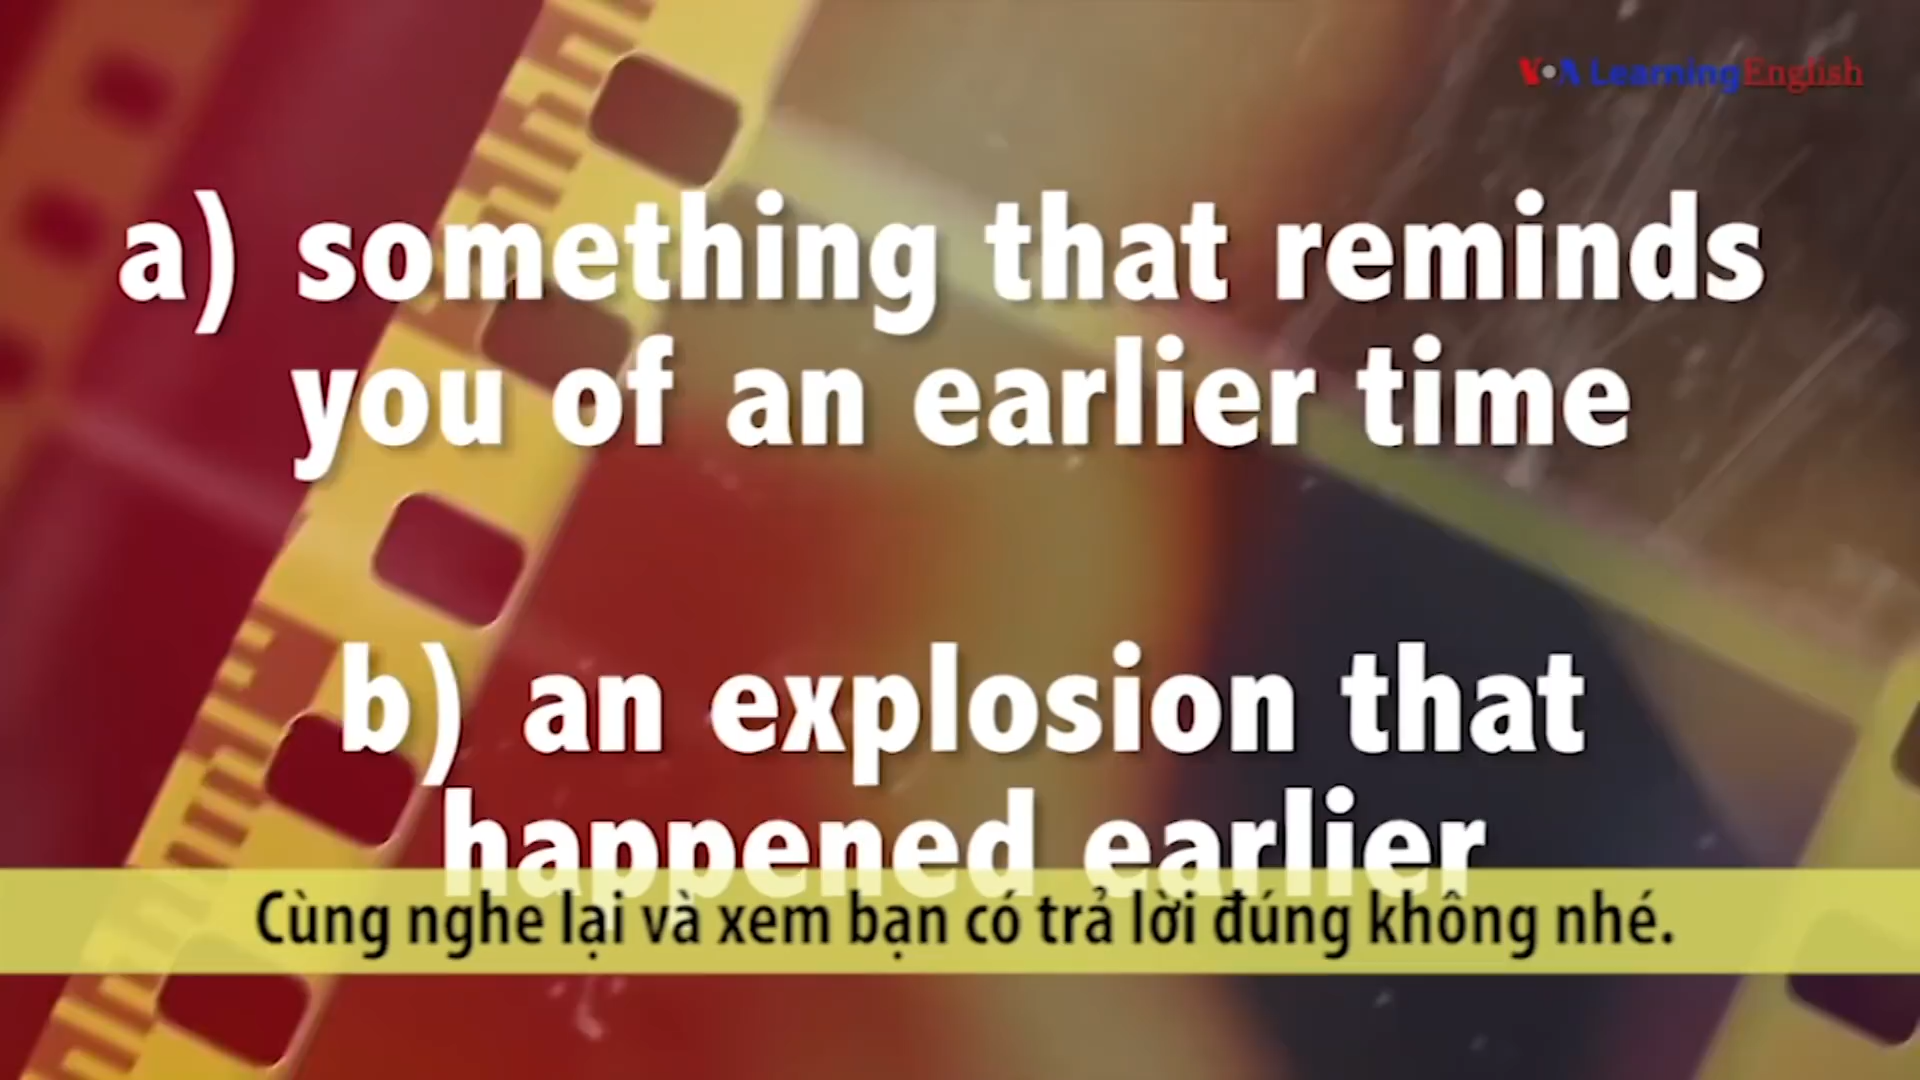 VOA Learning English
a) something that reminds
you of an earlier time
b) an explosion that
happened earlier
Cùng nghe lại và xem bạn có trả lời đúng không nhé.